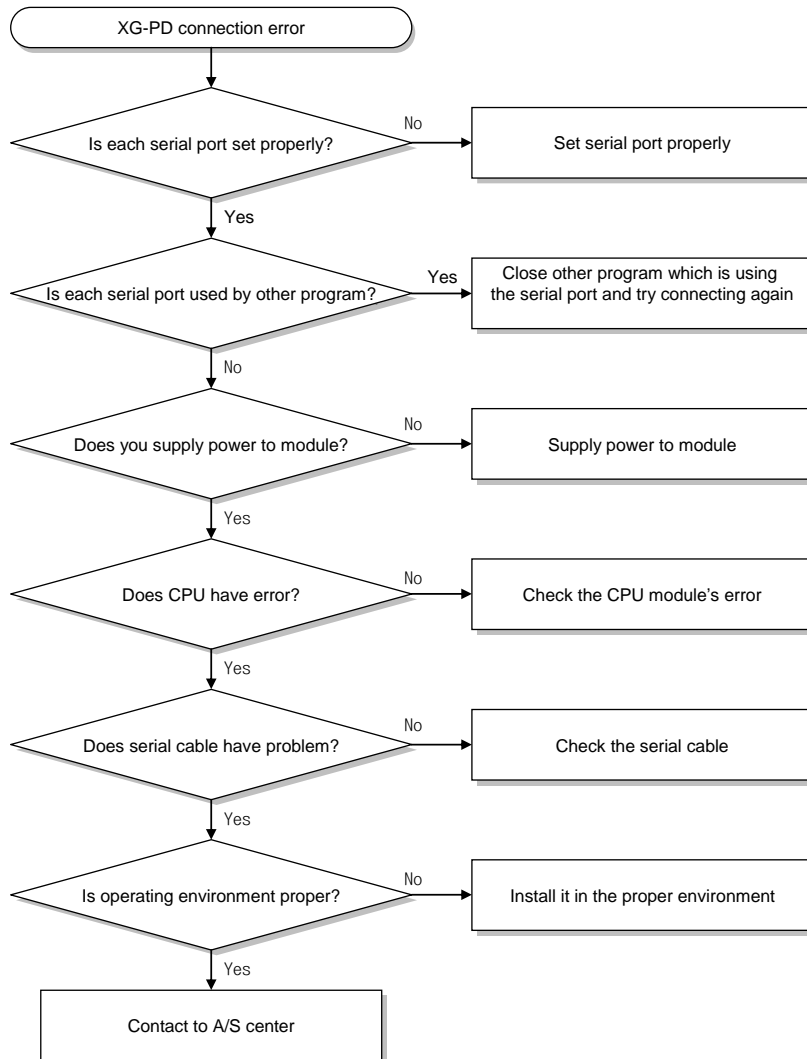 XG-PD connection error
Is each serial port set properly?
No
Set serial port properly
Yes
Is each serial port used by other program?
Yes
Close other program which is using
the serial port and try connecting again
No
Does you supply power to module?
No
Supply power to module
Yes
Does CPU have error?
No
Check the CPU module's error
Yes
Does serial cable have problem?
No
Check the serial cable
Yes
Is operating environment proper?
No
Install it in the proper environment
Yes
Contact to A/S center